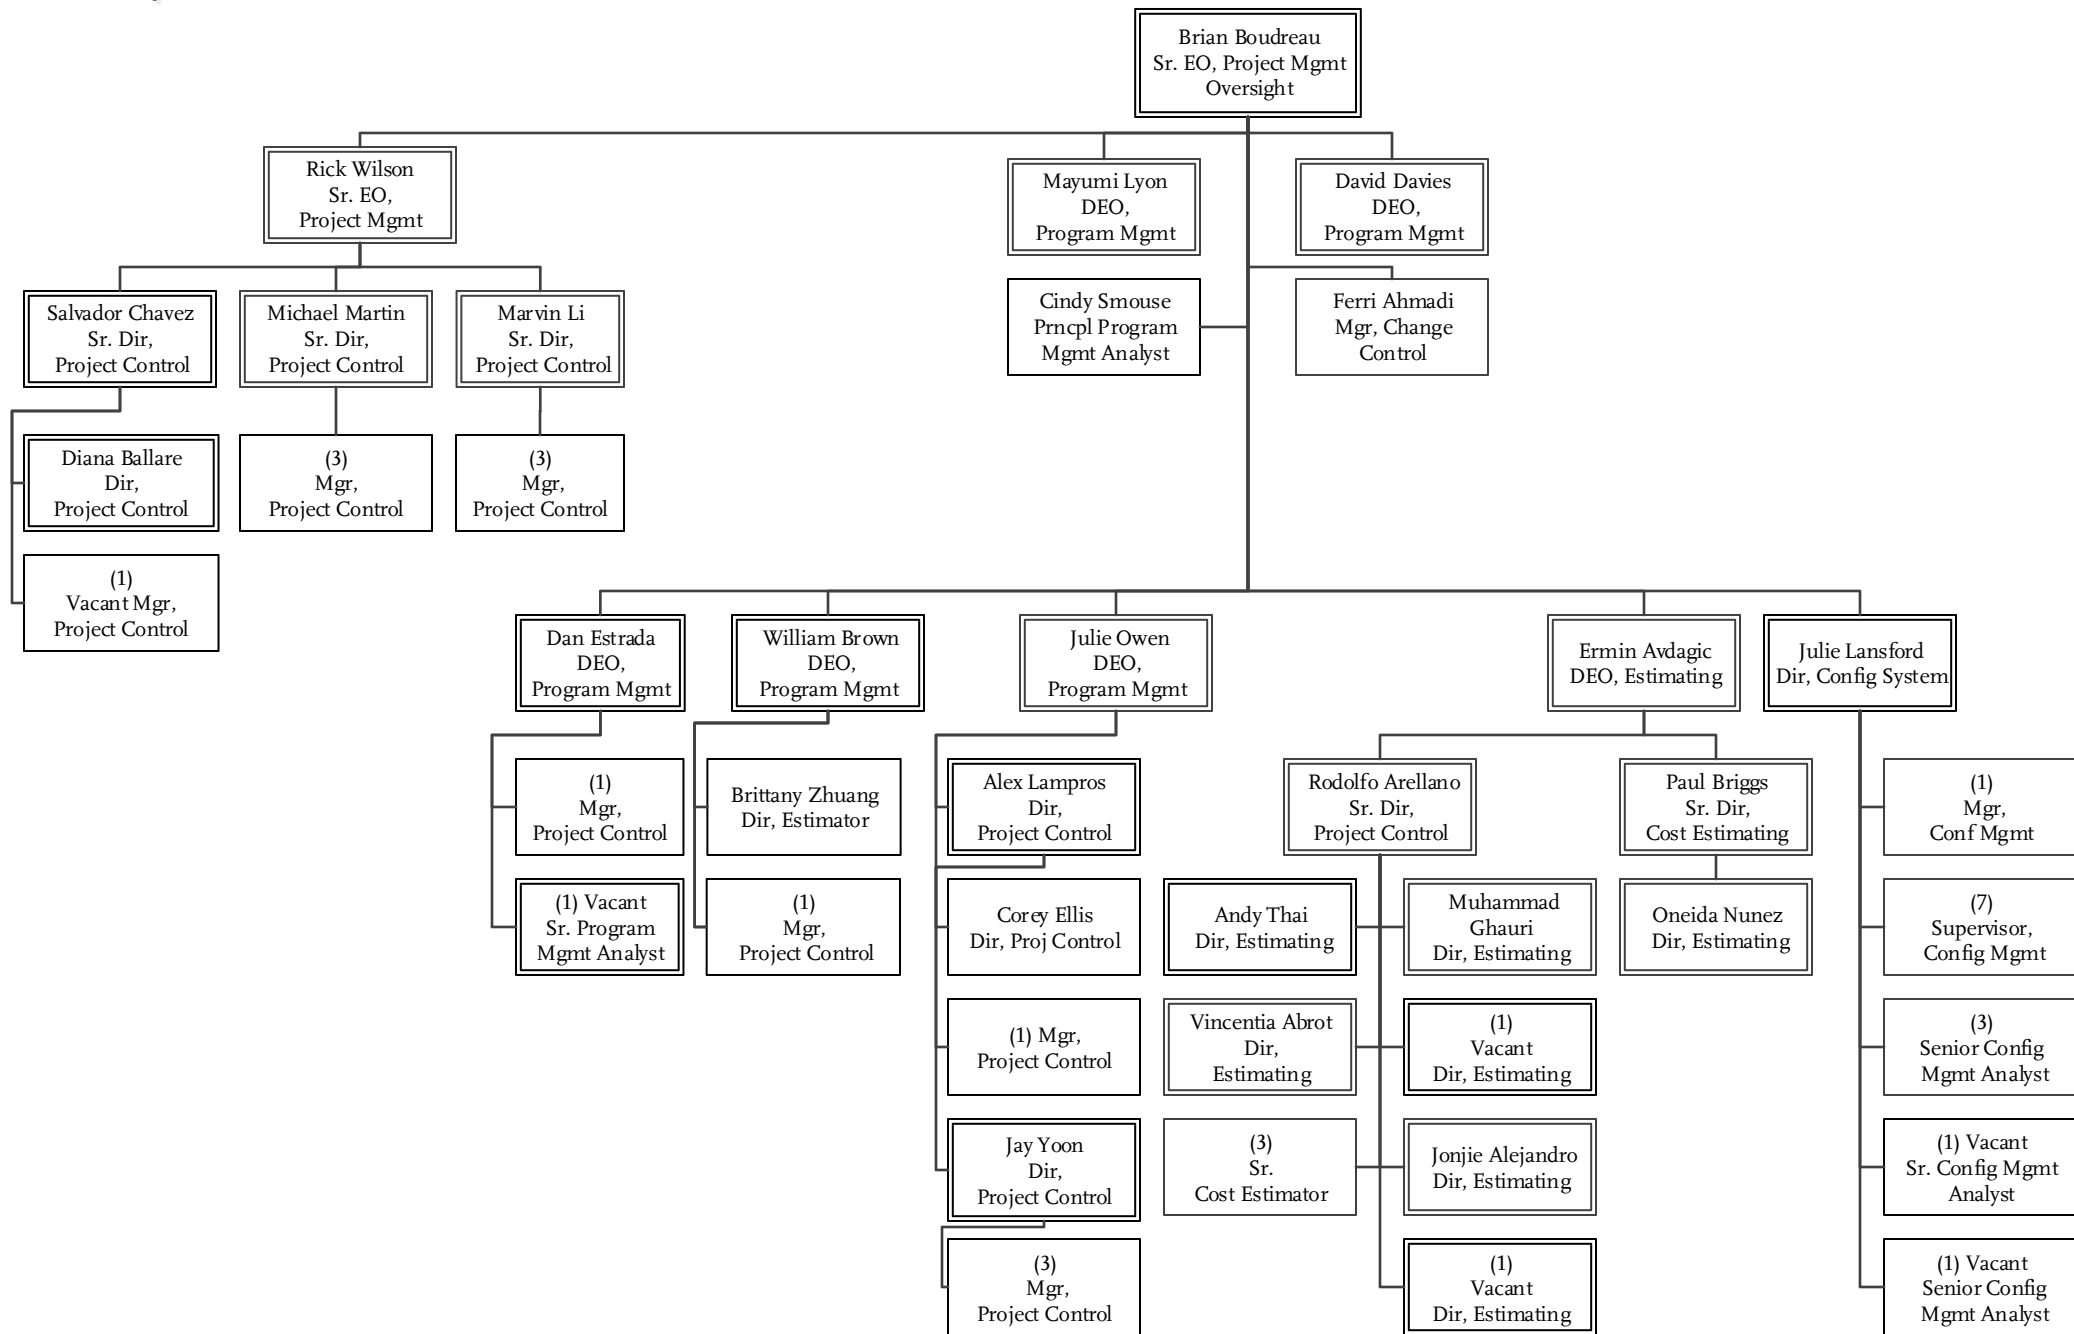 Brian Boudreau
Sr. EO, Project Mgmt
Oversight
Rick Wilson
Sr. EO,
Project Mgmt
Mayumi Lyon
DEO,
Program Mgmt
David Davies
DEO,
Program Mgmt
Salvador Chavez
Sr. Dir,
Project Control
Michael Martin
Sr. Dir,
Project Control
Marvin Li
Sr. Dir,
Project Control
Cindy Smouse
Prncpl Program
Mgmt Analyst
Ferri Ahmadi
Mgr, Change
Control
Diana Ballare
Dir,
Project Control
(3)
Mgr,
Project Control
(3)
Mgr,
Project Control
(1)
Vacant Mgr,
Project Control
Dan Estrada
DEO,
Program Mgmt
William Brown
DEO,
Program Mgmt
Julie Owen
DEO,
Program Mgmt
Ermin Avdagic
DEO, Estimating
Julie Lansford
Dir, Config System
(1)
Mgr,
Project Control
Brittany Zhuang
Dir, Estimator
Alex Lampros
Dir,
Project Control
Rodolfo Arellano
Sr. Dir,
Project Control
Paul Briggs
Sr. Dir,
Cost Estimating
(1)
Mgr,
Conf Mgmt
(1) Vacant
Sr. Program
Mgmt Analyst
(1)
Mgr,
Project Control
Corey Ellis
Dir, Proj Control
Andy Thai
Dir, Estimating
Muhammad
Ghauri
Dir, Estimating
Oneida Nunez
Dir, Estimating
(7)
Supervisor,
Config Mgmt
(1) Mgr,
Project Control
Vincentia Abrot
Dir,
Estimating
(1)
Vacant
Dir, Estimating
(3)
Senior Config
Mgmt Analyst
Jay Yoon
Dir,
Project Control
(3)
Sr.
Cost Estimator
Jonjie Alejandro
Dir, Estimating
(1) Vacant
Sr. Config Mgmt
Analyst
(3)
Mgr,
Project Control
(1)
Vacant
Dir, Estimating
(1) Vacant
Senior Config
Mgmt Analyst